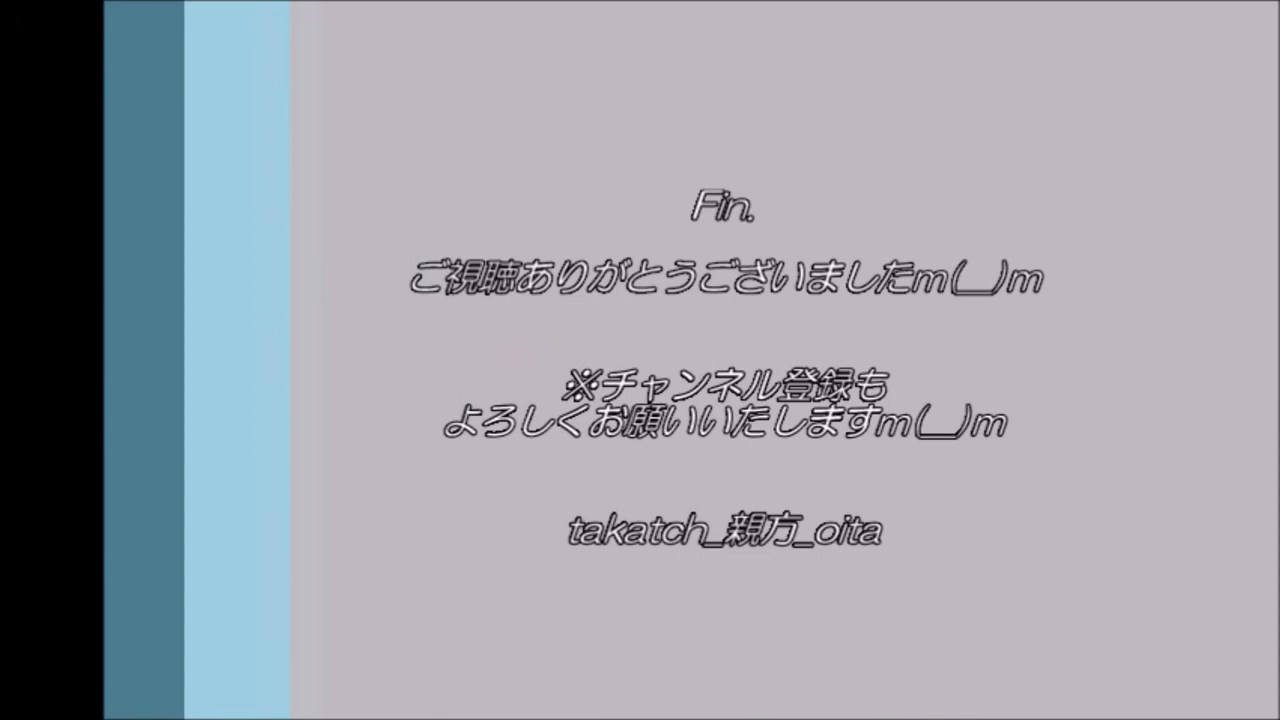 Fin.
ご視聴ありがとうございましたm(__)m
※チャンネル登録も
よろしくお願いいたしますm(__)m
takatch_親方_oita